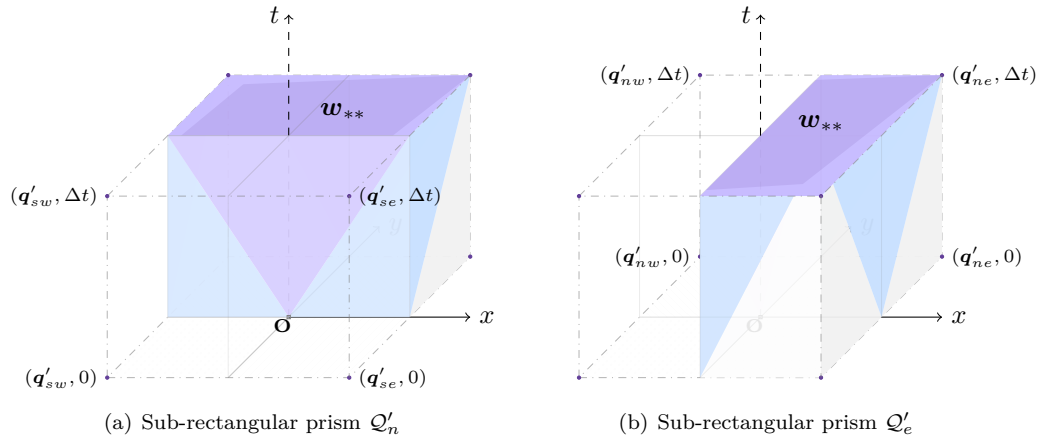 t
t
(q′nw, Δt)
(q′ne, Δt)
w**
w**
(q′sw, Δt)
(q′se, Δt)
y
y
(q′nw, 0)
(q′ne, 0)
O
x
O
x
(q′sw, 0)
(q′se, 0)
(a) Sub-rectangular prism Q′n
(b) Sub-rectangular prism Q′e